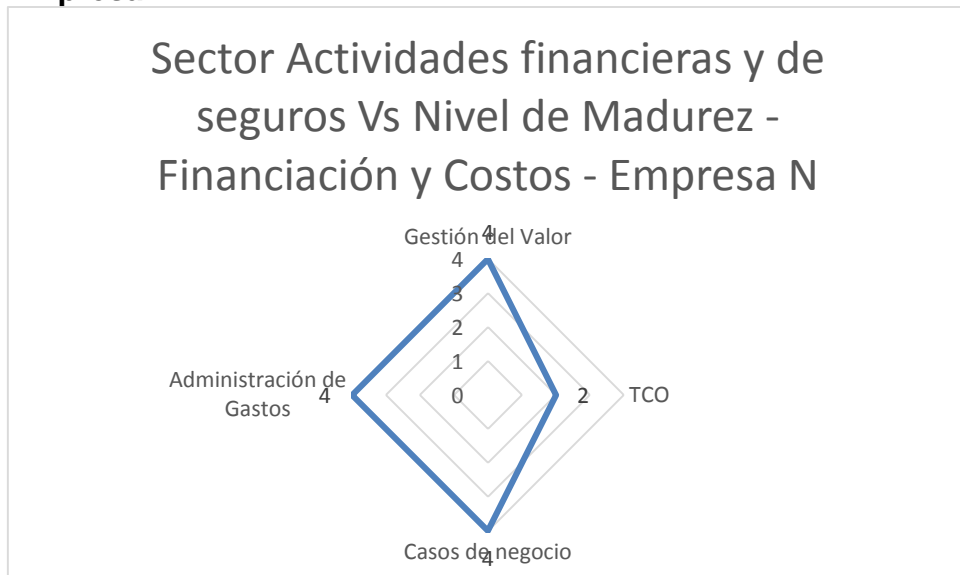 Sector Actividades financieras y de
seguros Vs Nivel de Madurez -
Financiación y Costos - Empresa N
4
Gestión del Valor
4
3
2
1
0
Administración de
Gastos
4
2
TCO
Casos de negocio
4